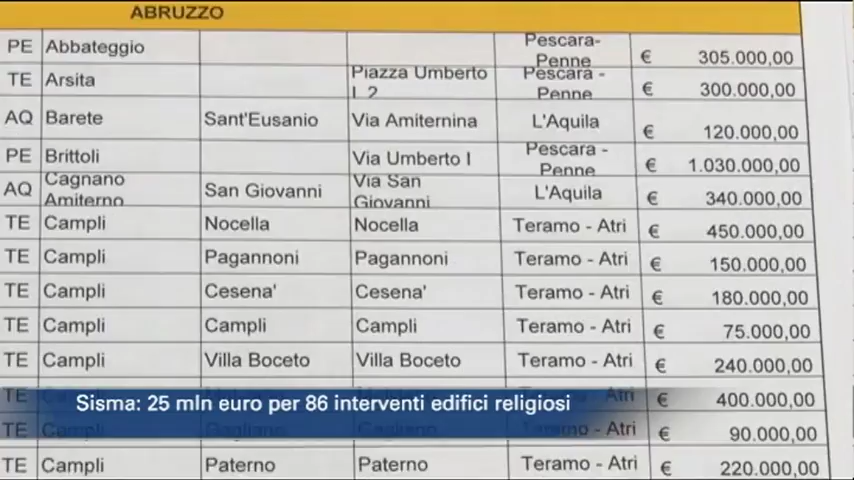 ABRUZZO
PE Abbateggio Pescara-Penne € 305.000,00
TE Arsita Piazza Umberto I, 2 Pescara - Penne € 300.000,00
AQ Barete Sant'Eusanio Via Amiternina L'Aquila € 120.000,00
PE Brittoli Via Umberto I Pescara - Penne € 1.030.000,00
AQ Cagnano Amiterno San Giovanni Via San Giovanni L'Aquila € 340.000,00
TE Campli Nocella Nocella Teramo - Atri € 450.000,00
TE Campli Pagannoni Pagannoni Teramo - Atri € 150.000,00
TE Campli Cesena' Cesena' Teramo - Atri € 180.000,00
TE Campli Campli Campli Teramo - Atri € 75.000,00
TE Campli Villa Boceto Villa Boceto Teramo - Atri € 240.000,00
TE Atri € 400.000,00
Sisma: 25 mln euro per 86 interventi edifici religiosi
TE Campli Gagliano Gagliano Teramo - Atri € 90.000,00
TE Campli Paterno Paterno Teramo - Atri € 220.000,00